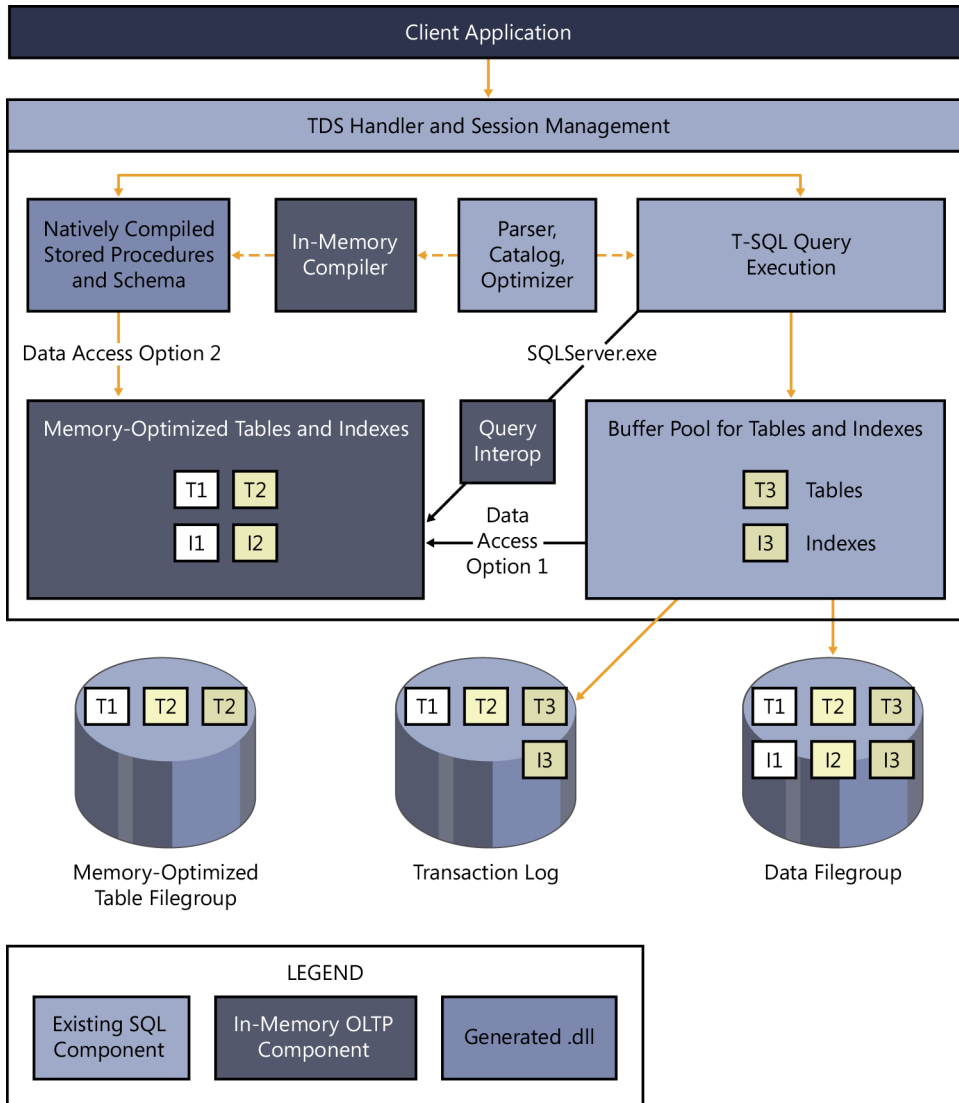 Client Application
TDS Handler and Session Management
Natively Compiled
Stored Procedures
and Schema
In-Memory
Compiler
Parser,
Catalog,
Optimizer
T-SQL Query
Execution
Data Access Option 2
SQLServer.exe
Memory-Optimized Tables and Indexes
T1 T2
I1 I2
Query
Interop
Buffer Pool for Tables and Indexes
T3 Tables
I3 Indexes
Data
Access
Option 1
T1 T2 T2
Memory-Optimized
Table Filegroup
T1 T2 T3
I3
Transaction Log
T1 T2 T3
I1 I2 I3
Data Filegroup
LEGEND
Existing SQL
Component
In-Memory OLTP
Component
Generated .dll